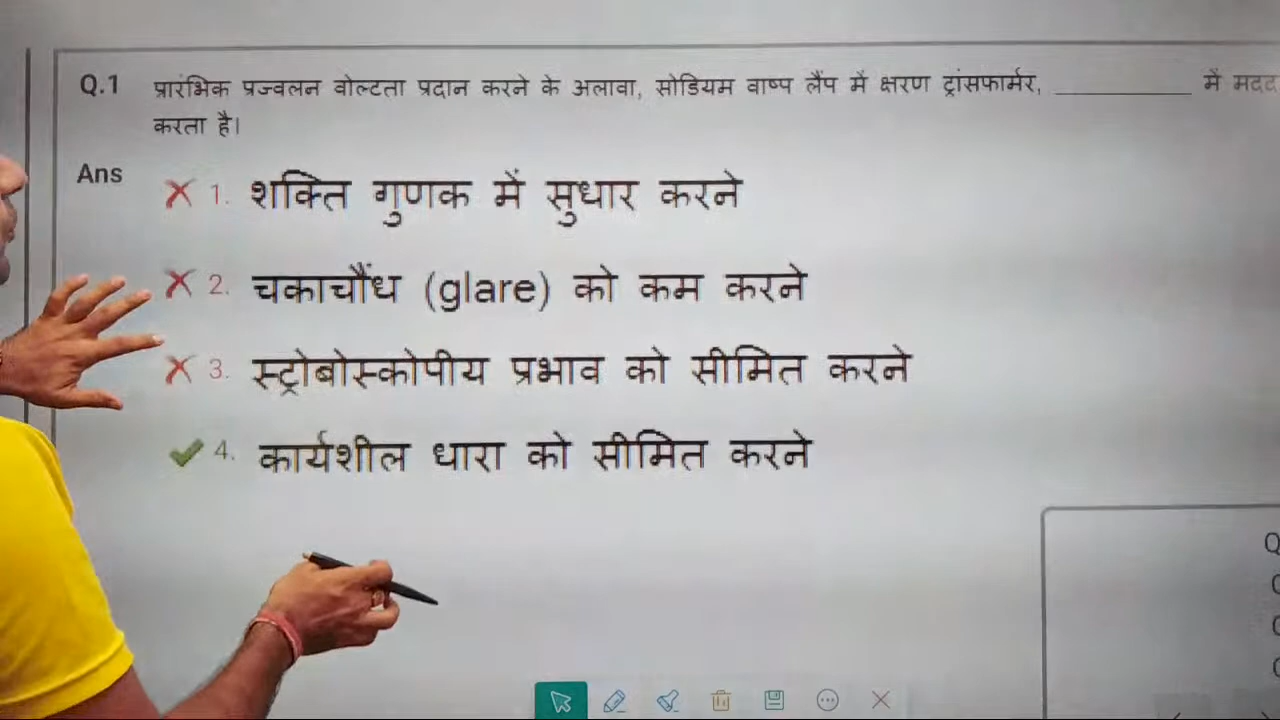 Q.1 प्रारंभिक प्रज्वलन वोल्टता प्रदान करने के अलावा, सोडियम वाष्प लैंप में क्षरण ट्रांसफार्मर, __________ में मदद
करता है।
Ans
1. शक्ति गुणक में सुधार करने
2. चकाचौंध (glare) को कम करने
3. स्ट्रोबोस्कोपीय प्रभाव को सीमित करने
4. कार्यशील धारा को सीमित करने